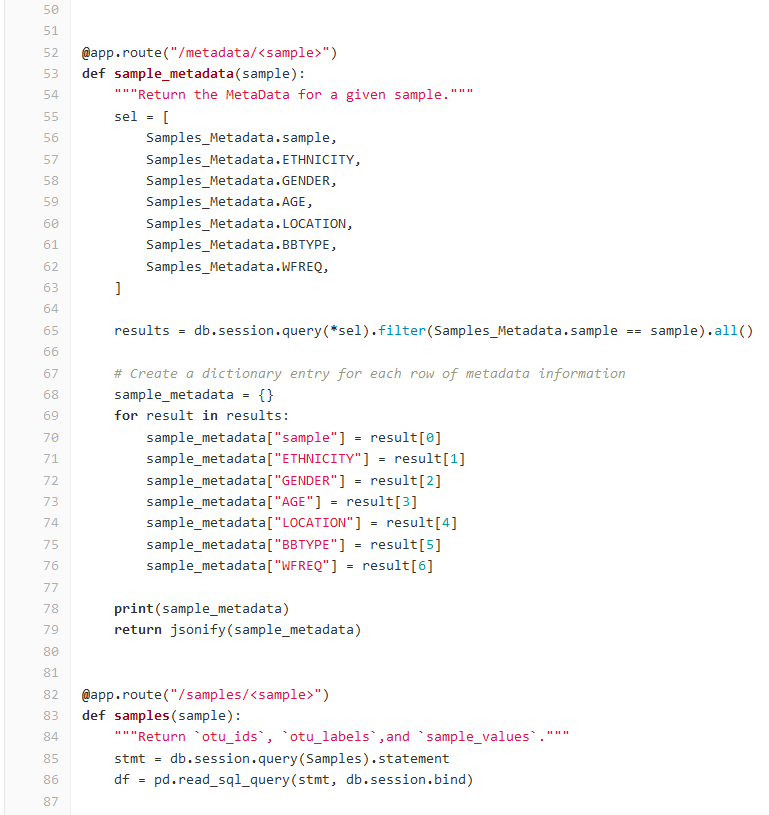 50
51
52 @app.route("/metadata/<sample>")
53 def sample_metadata(sample):
54     """Return the MetaData for a given sample."""
55     sel = [
56         Samples_Metadata.sample,
57         Samples_Metadata.ETHNICITY,
58         Samples_Metadata.GENDER,
59         Samples_Metadata.AGE,
60         Samples_Metadata.LOCATION,
61         Samples_Metadata.BBTYPE,
62         Samples_Metadata.WFREQ,
63     ]
64
65     results = db.session.query(*sel).filter(Samples_Metadata.sample == sample).all()
66
67     # Create a dictionary entry for each row of metadata information
68     sample_metadata = {}
69     for result in results:
70         sample_metadata["sample"] = result[0]
71         sample_metadata["ETHNICITY"] = result[1]
72         sample_metadata["GENDER"] = result[2]
73         sample_metadata["AGE"] = result[3]
74         sample_metadata["LOCATION"] = result[4]
75         sample_metadata["BBTYPE"] = result[5]
76         sample_metadata["WFREQ"] = result[6]
77
78     print(sample_metadata)
79     return jsonify(sample_metadata)
80
81
82 @app.route("/samples/<sample>")
83 def samples(sample):
84     """Return `otu_ids`, `otu_labels`,and `sample_values`."""
85     stmt = db.session.query(Samples).statement
86     df = pd.read_sql_query(stmt, db.session.bind)
87